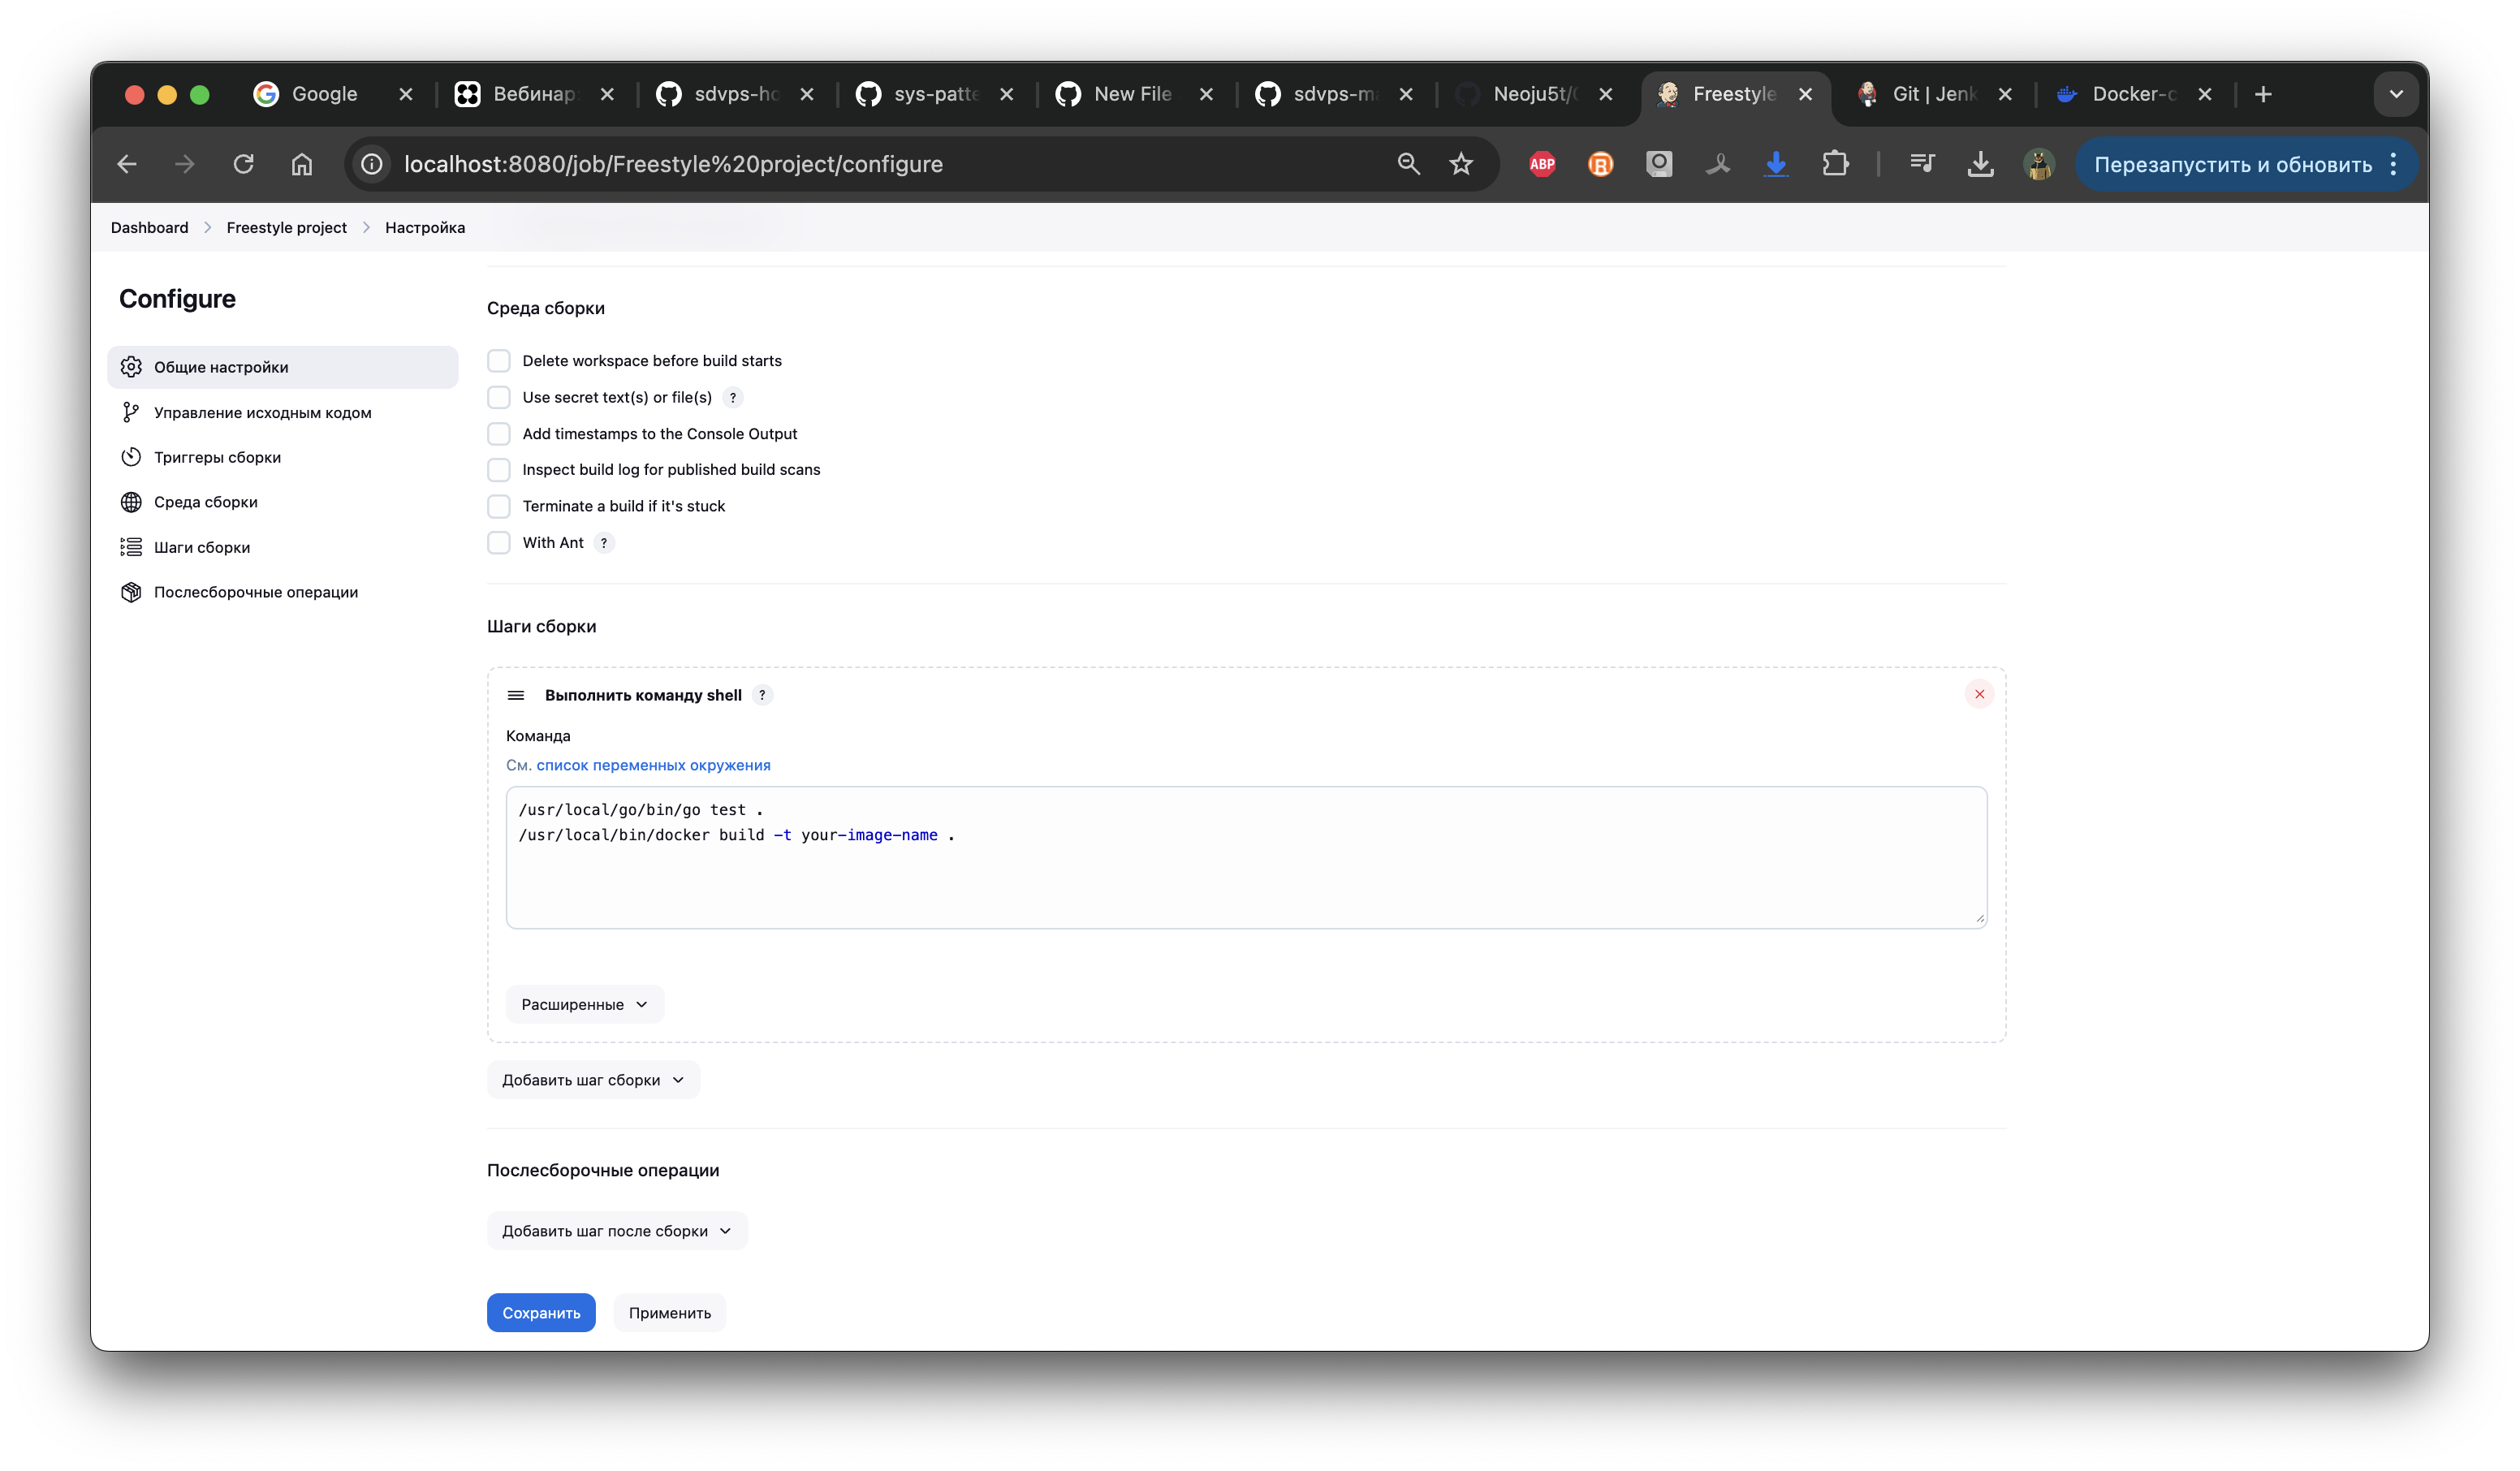 Google
Вебинар:
sdvps-ho
sys-patte
New File
sdvps-ma
Neoju5t/
Freestyle
Git | Jenk
Docker-c
localhost:8080/job/Freestyle%20project/configure
ABP
Перезапустить и обновить
Dashboard
Freestyle project
Настройка
Configure
Общие настройки
Управление исходным кодом
Триггеры сборки
Среда сборки
Шаги сборки
Послесборочные операции
Среда сборки
Delete workspace before build starts
Use secret text(s) or file(s) ?
Add timestamps to the Console Output
Inspect build log for published build scans
Terminate a build if it's stuck
With Ant ?
Шаги сборки
Выполнить команду shell ?
Команда
См. список переменных окружения
/usr/local/go/bin/go test .
/usr/local/bin/docker build -t your-image-name .
Расширенные
Добавить шаг сборки
Послесборочные операции
Добавить шаг после сборки
Сохранить
Применить